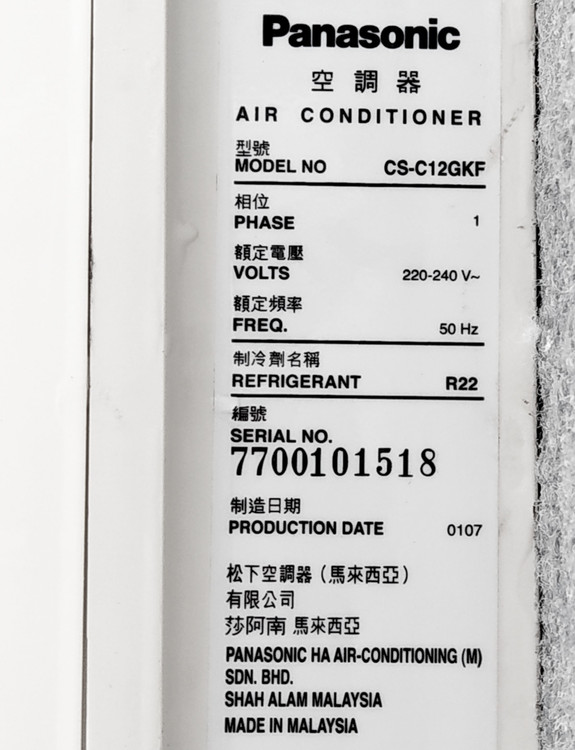 Panasonic
空調器
AIR CONDITIONER
型號
MODEL NO CS-C12GKF
相位
PHASE 1
額定電壓
VOLTS 220-240 V~
額定頻率
FREQ. 50 Hz
制冷劑名稱
REFRIGERANT R22
編號
SERIAL NO.
7700101518
制造日期
PRODUCTION DATE 0107
松下空調器（馬來西亞）
有限公司
莎阿南 馬來西亞
PANASONIC HA AIR-CONDITIONING (M)
SDN. BHD.
SHAH ALAM MALAYSIA
MADE IN MALAYSIA